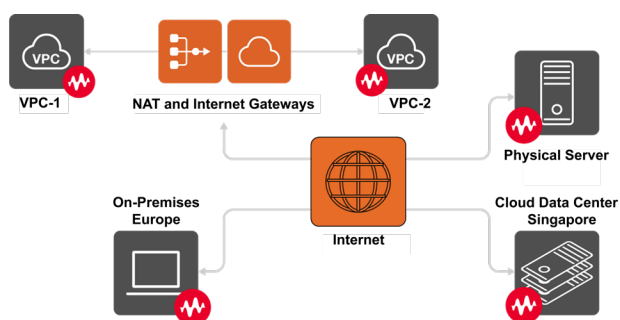 VPC
VPC
VPC-1
NAT and Internet Gateways
VPC-2
Physical Server
On-Premises
Europe
Cloud Data Center
Singapore
Internet